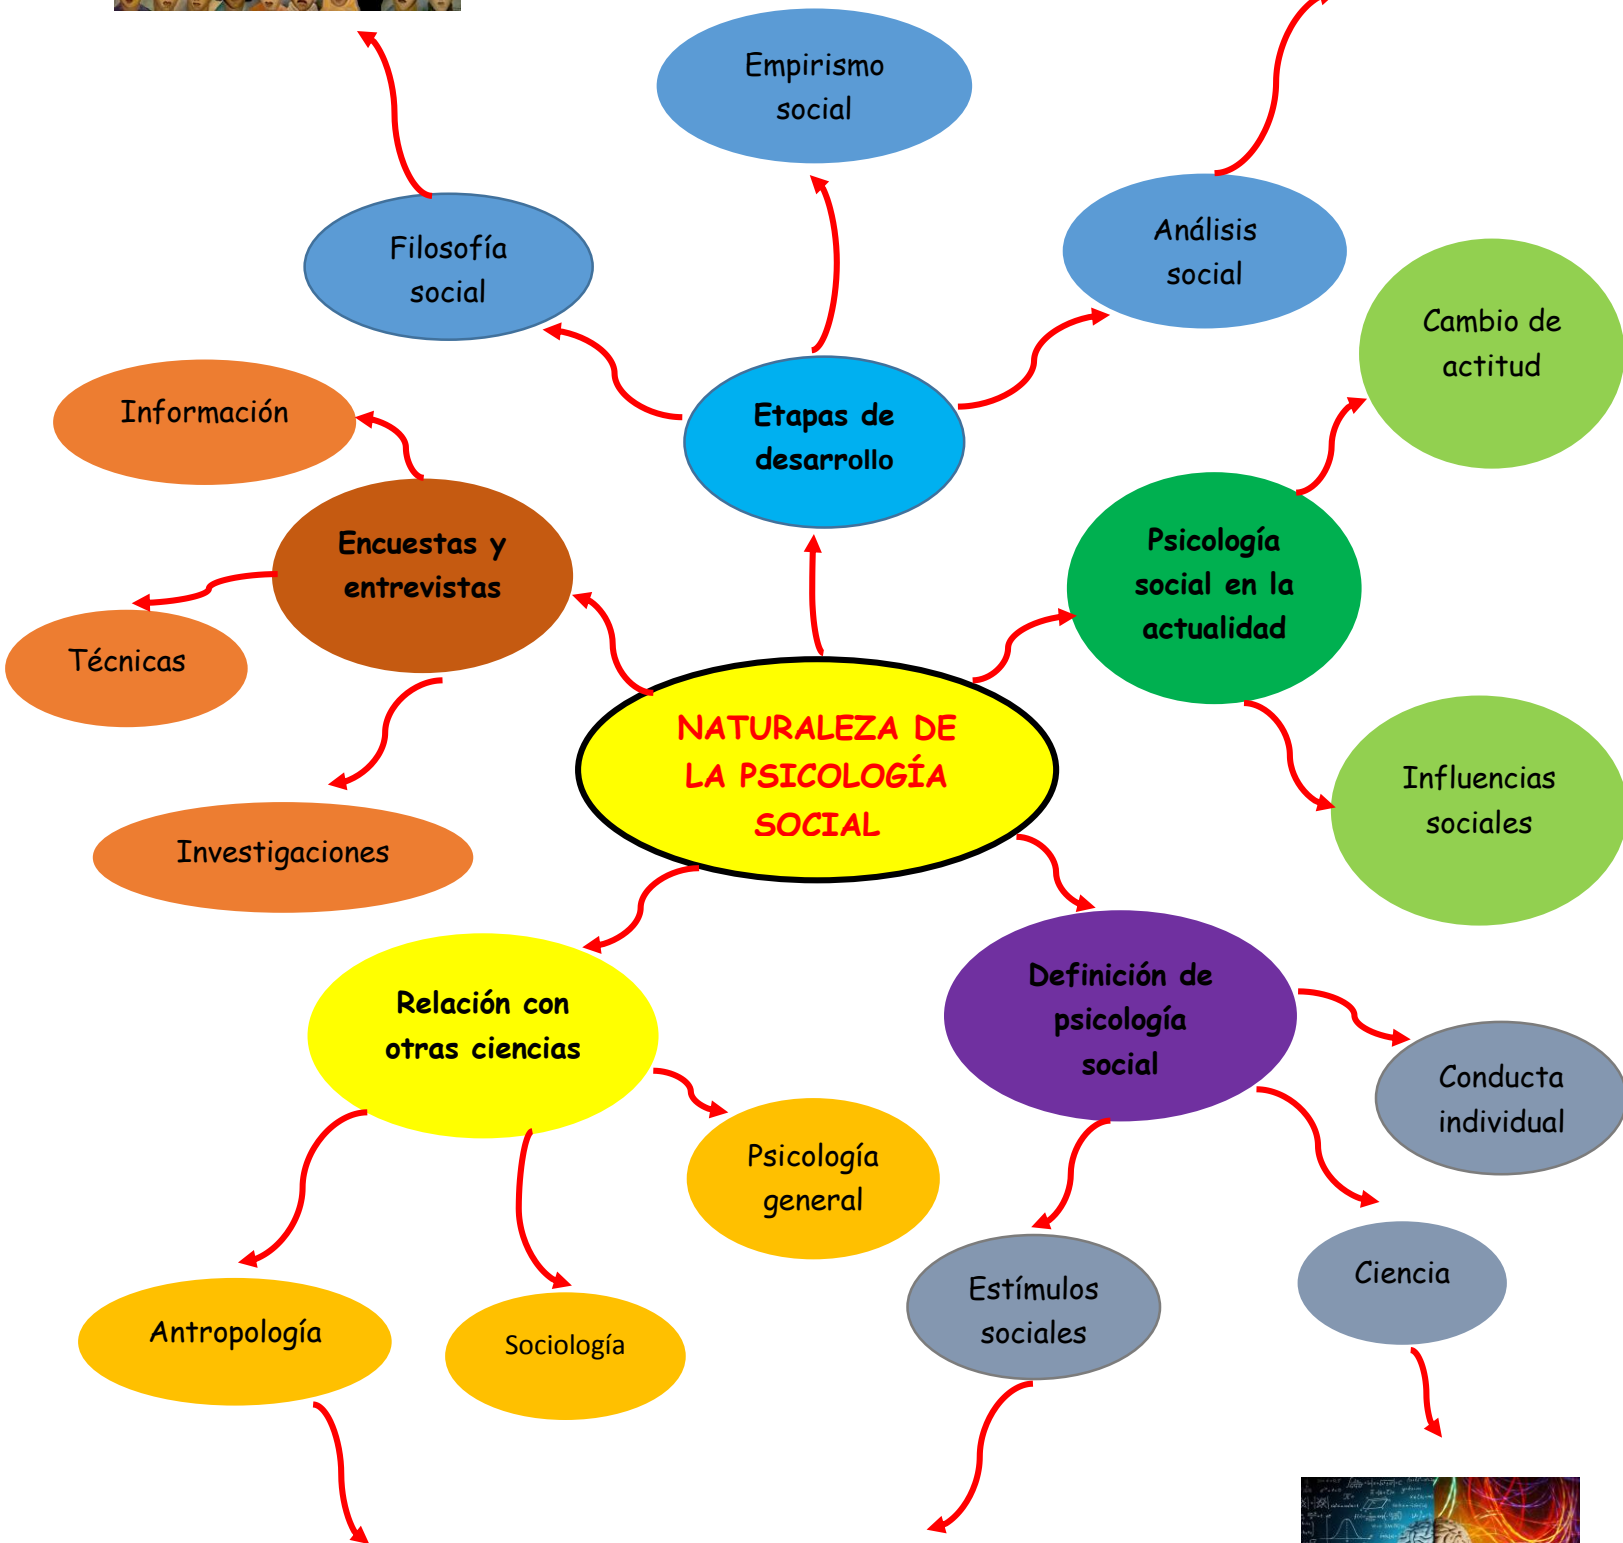 Empirismo
social
Filosofía
social
Análisis
social
Cambio de
actitud
Información
Etapas de
desarrollo
Encuestas y
entrevistas
Psicología
social en la
actualidad
Técnicas
NATURALEZA DE
LA PSICOLOGÍA
SOCIAL
Influencias
sociales
Investigaciones
Relación con
otras ciencias
Definición de
psicología
social
Conducta
individual
Psicología
general
Estímulos
sociales
Ciencia
Antropología
Sociología